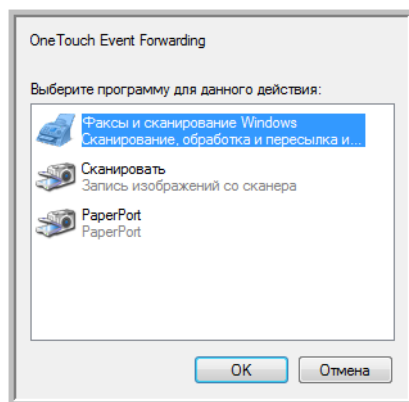 OneTouch Event Forwarding
Выберите программу для данного действия:
Факсы и сканирование Windows
Сканирование, обработка и пересылка и...
Сканировать
Запись изображений со сканера
PaperPort
PaperPort
OK
Отмена